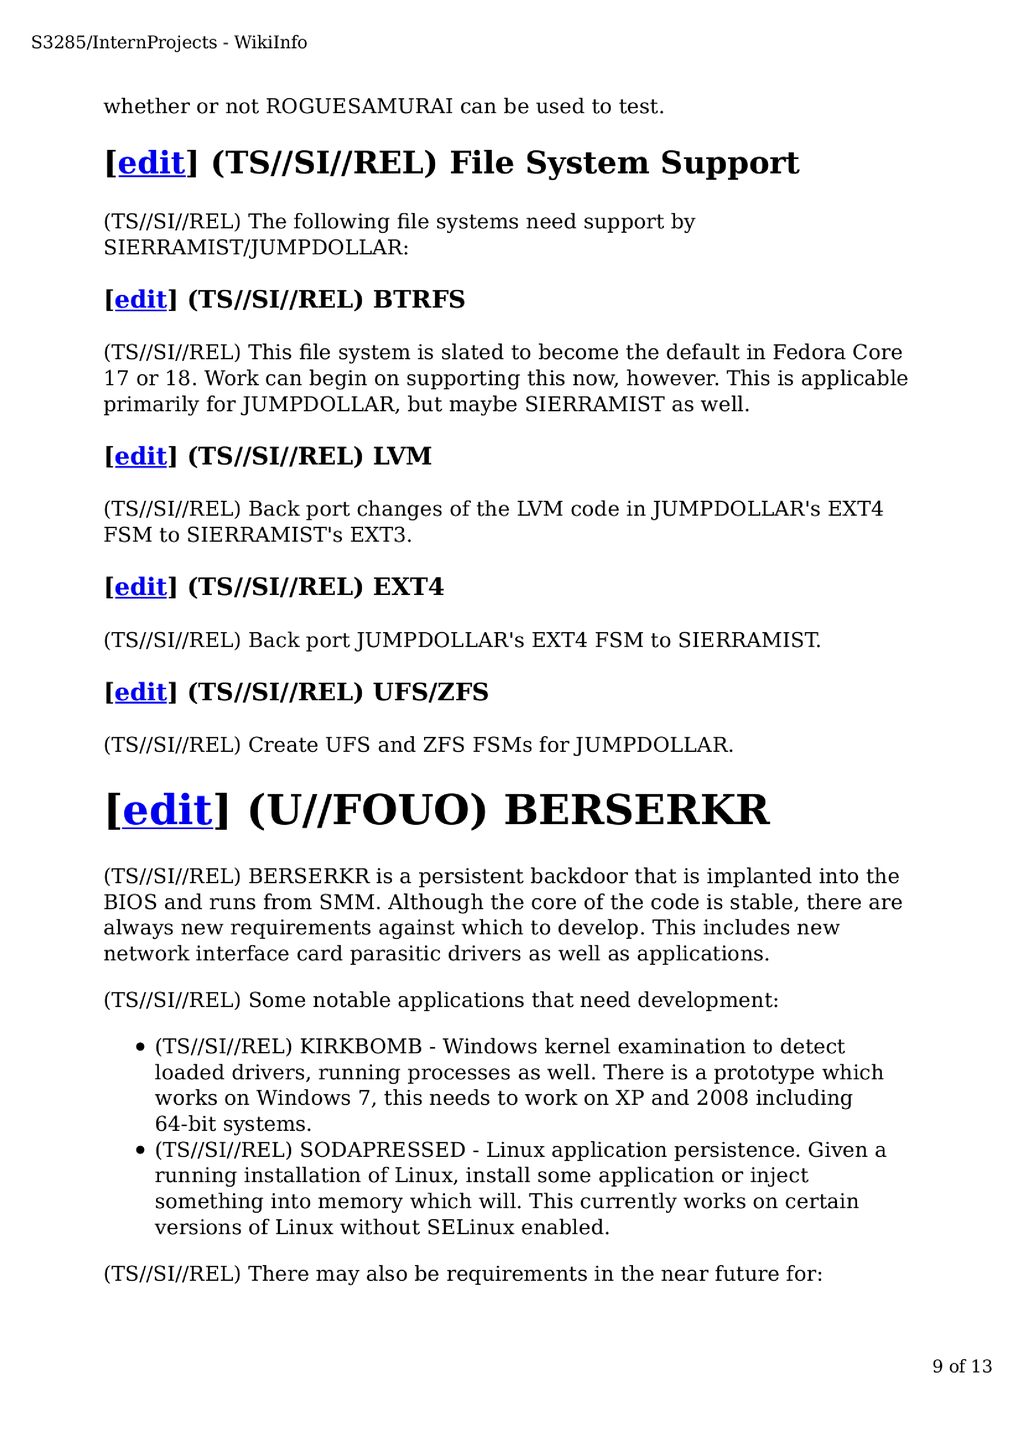 S3285/InternProjects - WikiInfo
whether or not ROGUESAMURAI can be used to test.
[edit] (TS//SI//REL) File System Support
(TS//SI//REL) The following file systems need support by
SIERRAMIST/JUMPDOLLAR:
[edit] (TS//SI//REL) BTRFS
(TS//SI//REL) This file system is slated to become the default in Fedora Core
17 or 18. Work can begin on supporting this now, however. This is applicable
primarily for JUMPDOLLAR, but maybe SIERRAMIST as well.
[edit] (TS//SI//REL) LVM
(TS//SI//REL) Back port changes of the LVM code in JUMPDOLLAR's EXT4
FSM to SIERRAMIST's EXT3.
[edit] (TS//SI//REL) EXT4
(TS//SI//REL) Back port JUMPDOLLAR's EXT4 FSM to SIERRAMIST.
[edit] (TS//SI//REL) UFS/ZFS
(TS//SI//REL) Create UFS and ZFS FSMs for JUMPDOLLAR.
[edit] (U//FOUO) BERSERKR
(TS//SI//REL) BERSERKR is a persistent backdoor that is implanted into the
BIOS and runs from SMM. Although the core of the code is stable, there are
always new requirements against which to develop. This includes new
network interface card parasitic drivers as well as applications.
(TS//SI//REL) Some notable applications that need development:
• (TS//SI//REL) KIRKBOMB - Windows kernel examination to detect
loaded drivers, running processes as well. There is a prototype which
works on Windows 7, this needs to work on XP and 2008 including
64-bit systems.
• (TS//SI//REL) SODAPRESSED - Linux application persistence. Given a
running installation of Linux, install some application or inject
something into memory which will. This currently works on certain
versions of Linux without SELinux enabled.
(TS//SI//REL) There may also be requirements in the near future for:
9 of 13